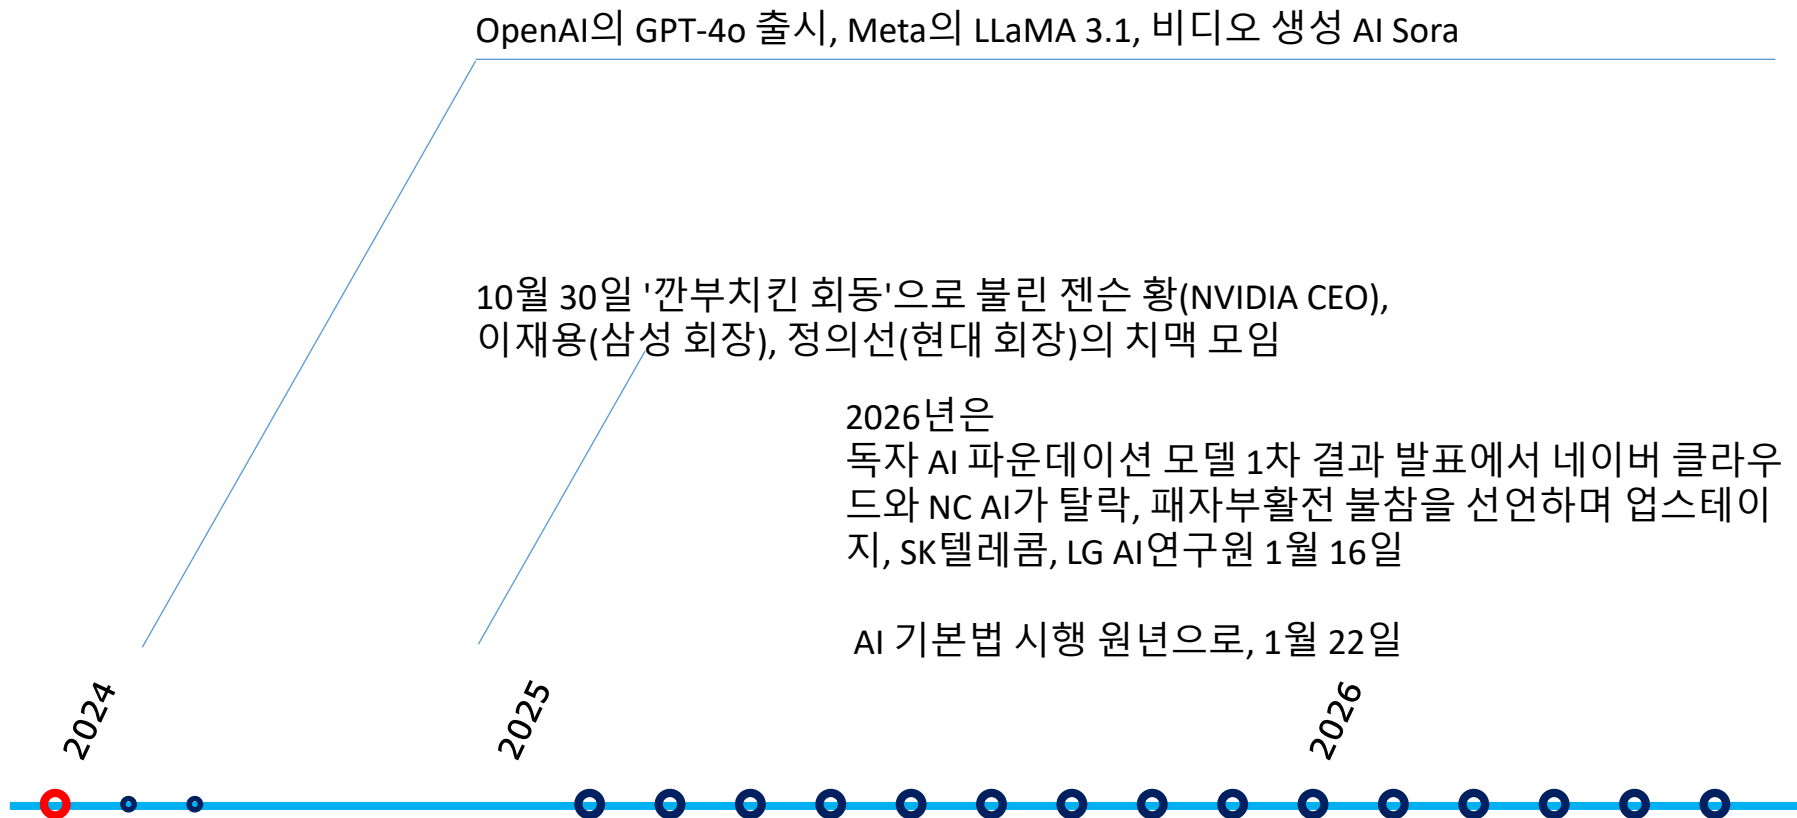 OpenAI의 GPT-4o 출시, Meta의 LLaMA 3.1, 비디오 생성 AI Sora
10월 30일 '깐부치킨 회동'으로 불린 젠슨 황(NVIDIA CEO),
이재용(삼성 회장), 정의선(현대 회장)의 치맥 모임
2026년은
독자 AI 파운데이션 모델 1차 결과 발표에서 네이버 클라우
드와 NC AI가 탈락, 패자부활전 불참을 선언하며 업스테이
지, SK텔레콤, LG AI연구원 1월 16일
AI 기본법 시행 원년으로, 1월 22일
2024
2025
2026